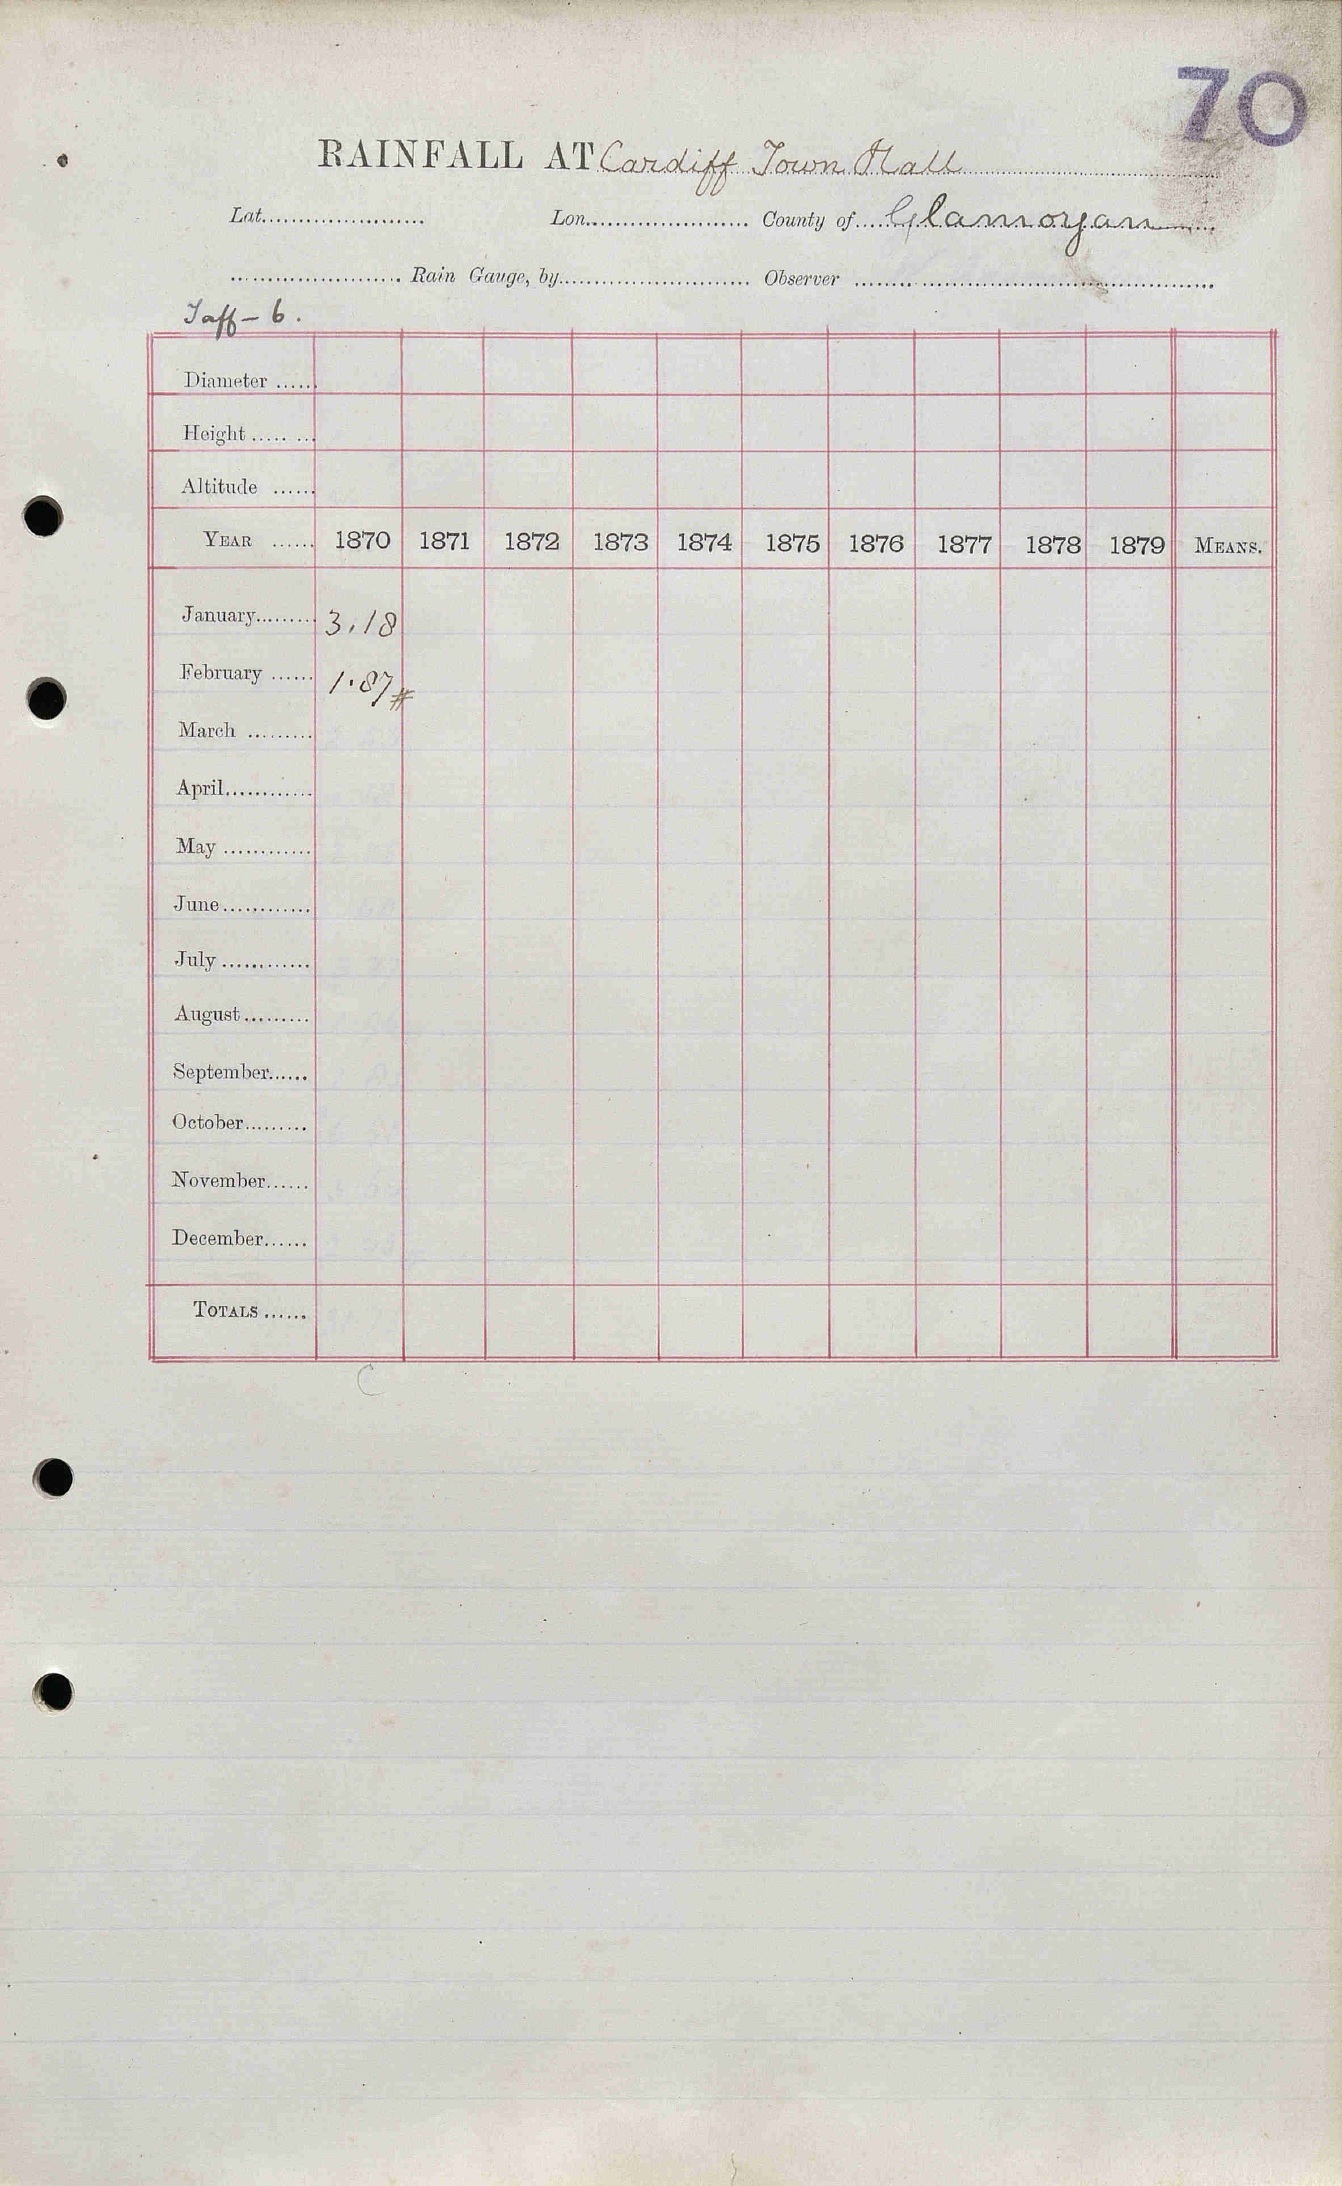 70
RAINFALL AT Cardiff Town Hall
Lat...................... Lon...................... County of Glamorgan
...................... Rain Gauge, by...................... Observer ......................
Taff - 6.
Diameter ......
Height ........
Altitude ......
YEAR ...... 1870 1871 1872 1873 1874 1875 1876 1877 1878 1879 MEANS.
January......... 3.18
February ...... 1.87#
March .........
April............
May ............
June............
July ............
August.........
September......
October.........
November......
December......
TOTALS ......
C